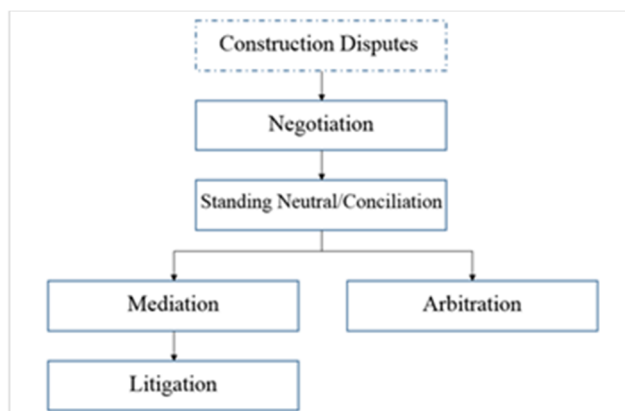 Construction Disputes
Negotiation
Standing Neutral/Conciliation
Mediation
Arbitration
Litigation